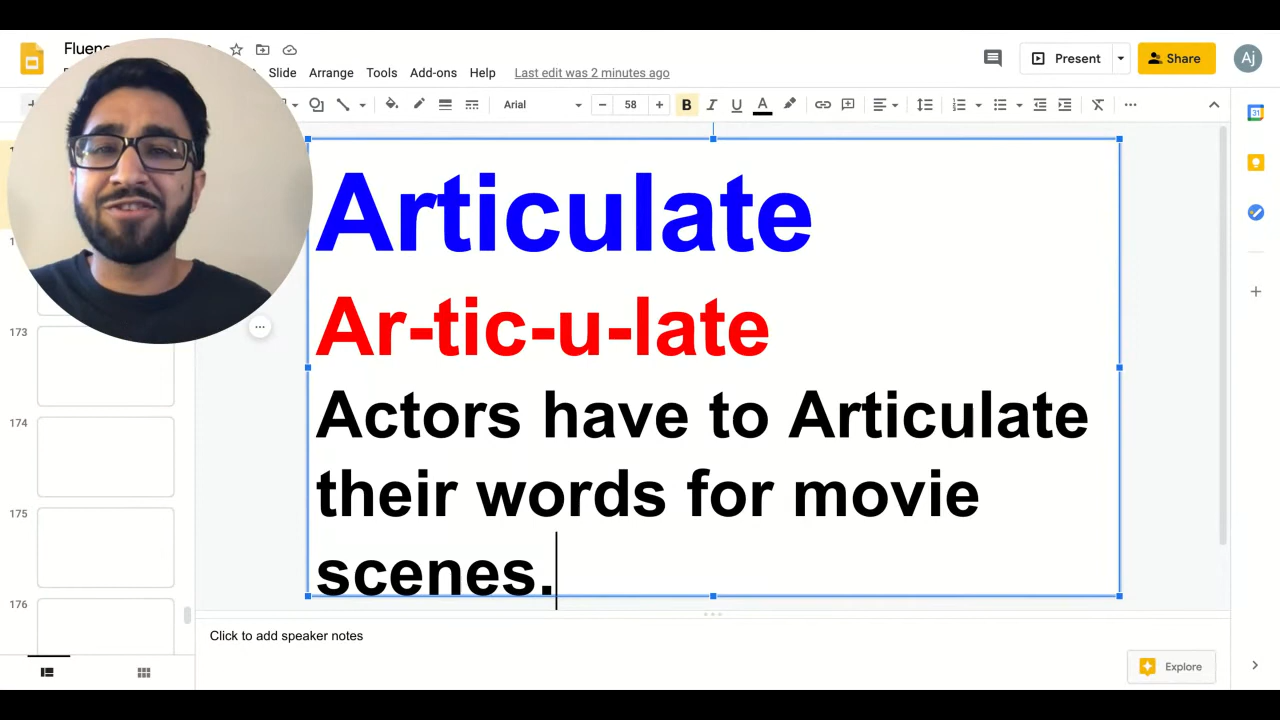 Fluen
Slide Arrange Tools Add-ons Help Last edit was 2 minutes ago
Present
Share
Aj
Arial
58
B I U A
31
Articulate
Ar-tic-u-late
Actors have to Articulate
their words for movie
scenes.
173
174
175
176
Click to add speaker notes
Explore